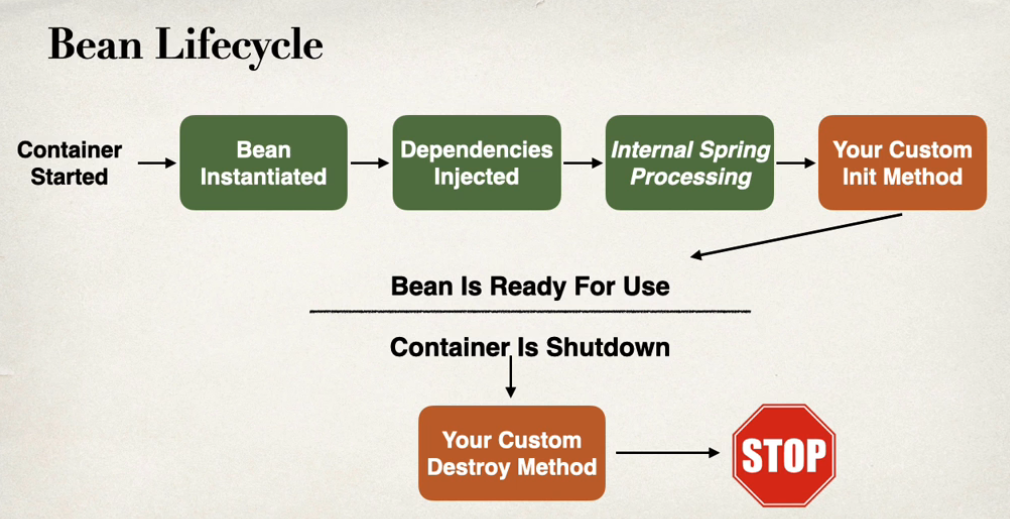 Bean Lifecycle
Container
Started
Bean
Instantiated
Dependencies
Injected
Internal Spring
Processing
Your Custom
Init Method
Bean Is Ready For Use
Container Is Shutdown
Your Custom
Destroy Method
STOP